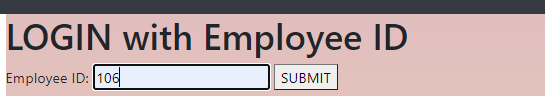 LOGIN with Employee ID
Employee ID: 106 SUBMIT